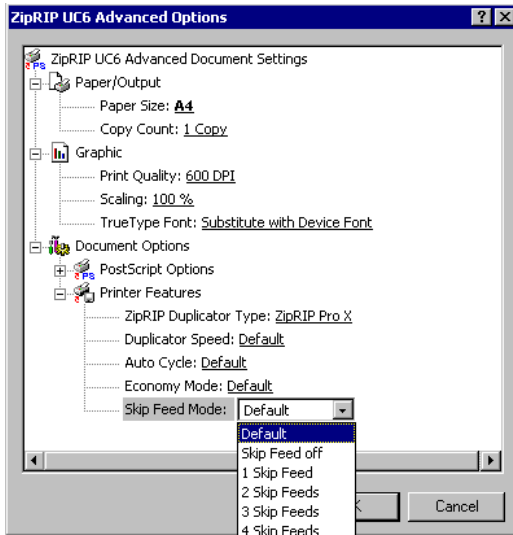 ZipRIP UC6 Advanced Options
ZipRIP UC6 Advanced Document Settings
Paper/Output
Paper Size: A4
Copy Count: 1 Copy
Graphic
Print Quality: 600 DPI
Scaling: 100 %
TrueType Font: Substitute with Device Font
Document Options
PostScript Options
Printer Features
ZipRIP Duplicator Type: ZipRIP Pro X
Duplicator Speed: Default
Auto Cycle: Default
Economy Mode: Default
Skip Feed Mode: Default
Default
Skip Feed off
1 Skip Feed
2 Skip Feeds
3 Skip Feeds
4 Skip Feeds
Cancel